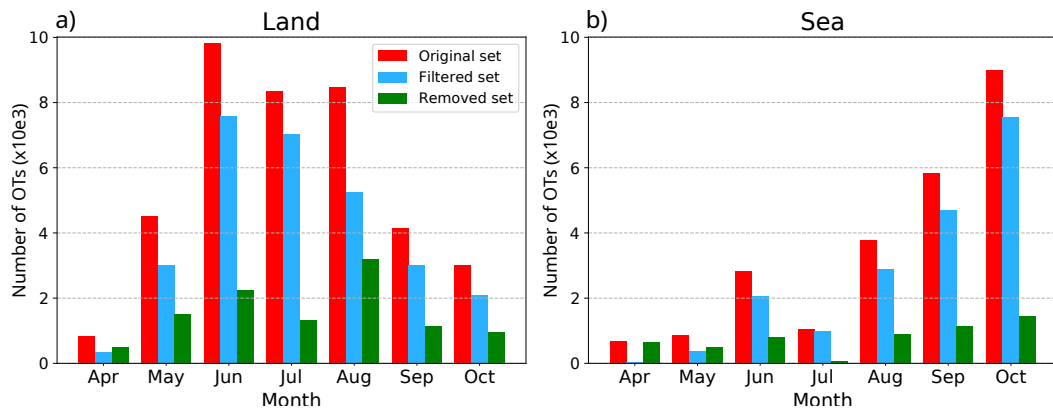 a)
Land
10
8
6
4
2
0
Number of OTs (x10e3)
Original set
Filtered set
Removed set
Apr May Jun Jul Aug Sep Oct
Month
b)
Sea
10
8
6
4
2
0
Number of OTs (x10e3)
Apr May Jun Jul Aug Sep Oct
Month